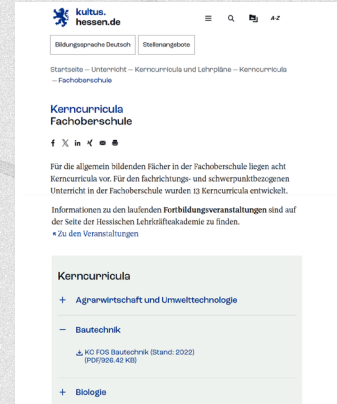 kultus.
hessen.de
A-Z
Bildungssprache Deutsch
Stellenangebote
Startseite – Unterricht – Kerncurricula und Lehrpläne – Kerncurricula
– Fachoberschule
Kerncurricula
Fachoberschule
Für die allgemein bildenden Fächer in der Fachoberschule liegen acht
Kerncurricula vor. Für den fachrichtungs- und schwerpunktbezogenen
Unterricht in der Fachoberschule wurden 13 Kerncurricula entwickelt.
Informationen zu den laufenden Fortbildungsveranstaltungen sind auf
der Seite der Hessischen Lehrkräfteakademie zu finden.
Zu den Veranstaltungen
Kerncurricula
+ Agrarwirtschaft und Umwelttechnologie
– Bautechnik
KC FOS Bautechnik (Stand: 2022)
(PDF/926.42 KB)
+ Biologie